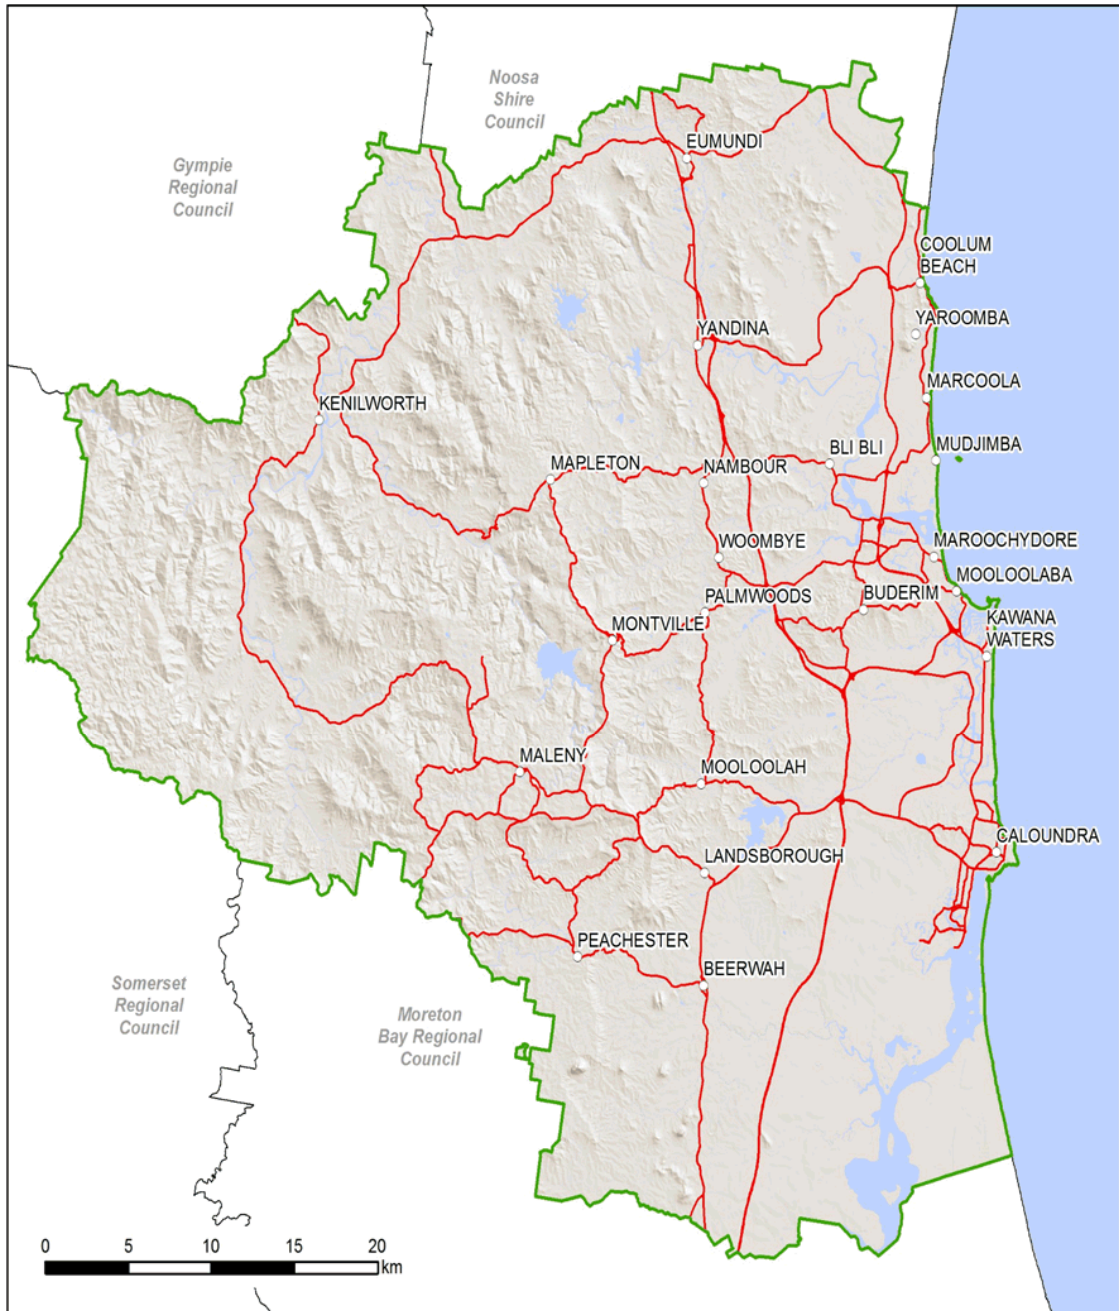 Noosa
Shire
Council
EUMUNDI
Gympie
Regional
Council
COOLUM
BEACH
YAROOMBA
YANDINA
MARCOOLA
KENILWORTH
BLI BLI
MUDJIMBA
MAPLETON
NAMBOUR
WOOMBYE
MAROOCHYDORE
MOOLOOLABA
PALMWOODS
BUDERIM
MONTVILLE
KAWANA
WATERS
MALENY
MOOLOOLAH
CALOUNDRA
LANDSBOROUGH
PEACHESTER
BEERWAH
Somerset
Regional
Council
Moreton
Bay Regional
Council
0 5 10 15 20
km